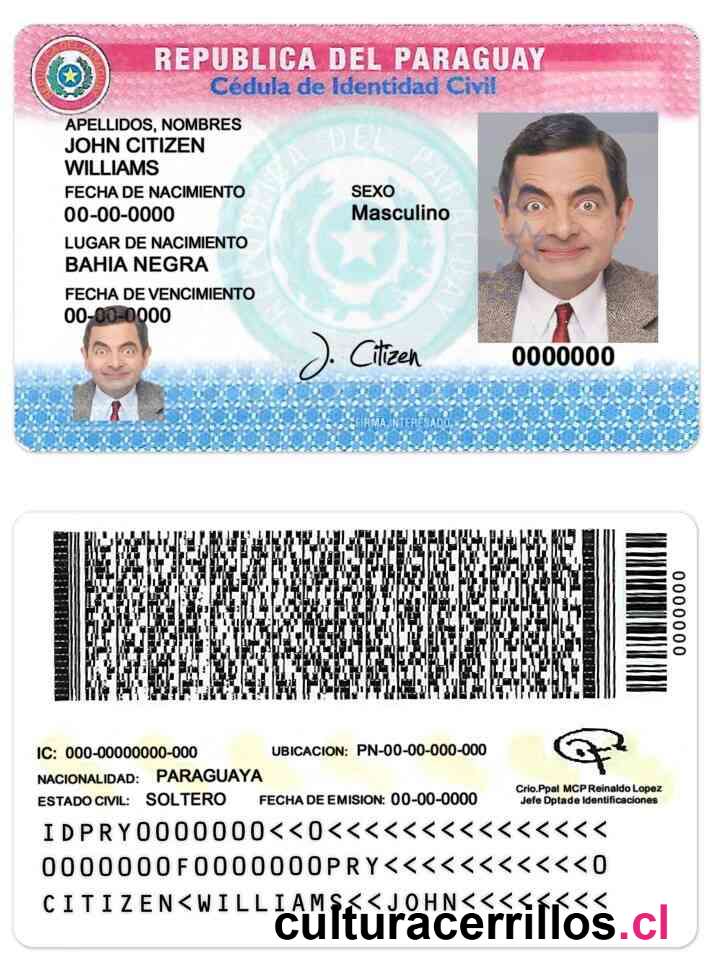 REPUBLICA DEL PARAGUAY
Cédula de Identidad Civil
APELLIDOS, NOMBRES
JOHN CITIZEN
WILLIAMS
FECHA DE NACIMIENTO
00-00-0000
SEXO
Masculino
LUGAR DE NACIMIENTO
BAHIA NEGRA
FECHA DE VENCIMIENTO
00-00-0000
J. Citizen
0000000
FIRMA INTERESADO
0000000
IC: 000-00000000-000
UBICACION: PN-00-00-000-000
NACIONALIDAD: PARAGUAYA
ESTADO CIVIL: SOLTERO
FECHA DE EMISION: 00-00-0000
Crio.Ppal MCP Reinaldo Lopez
Jefe Dpta de Identificaciones
IDPRY0000000<<0<<<<<<<<<<<<<<<
0000000F0000000PRY<<<<<<<<<<<0
CITIZEN<WILLIAMS<<JOHN<<<<<<<<
culturacerrillos.cl